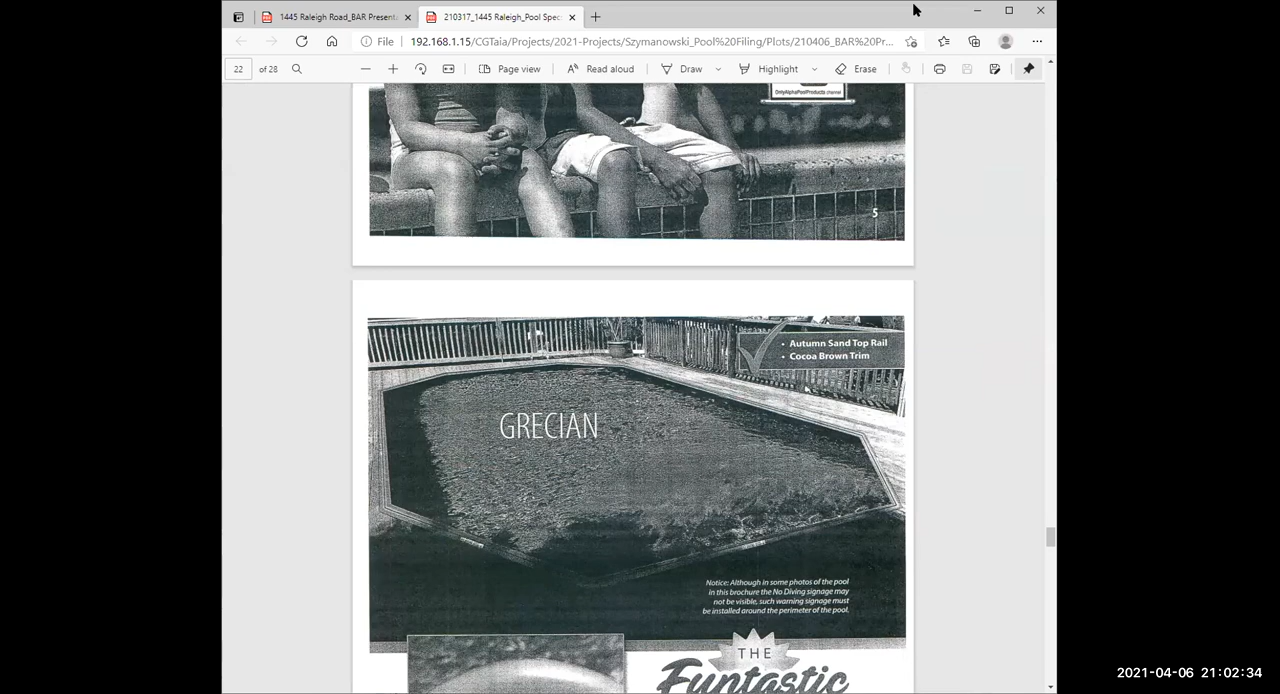 1445 Raleigh Road_BAR Present
210317_1445 Raleigh_Pool Spec
File
192.168.1.15/CGTaia/Projects/2021-Projects/Szymanowski_Pool%20Filing/Plots/210406_BAR%20Pr...
22 of 28
Page view
Read aloud
Draw
Highlight
Erase
OnlyAlphaPoolProducts channel
5
• Autumn Sand Top Rail
• Cocoa Brown Trim
GRECIAN
Notice: Although in some photos of the pool
in this brochure the No Diving signage may
not be visible, such warning signage must
be installed around the perimeter of the pool.
THE
Funtastic
2021-04-06 21:02:34